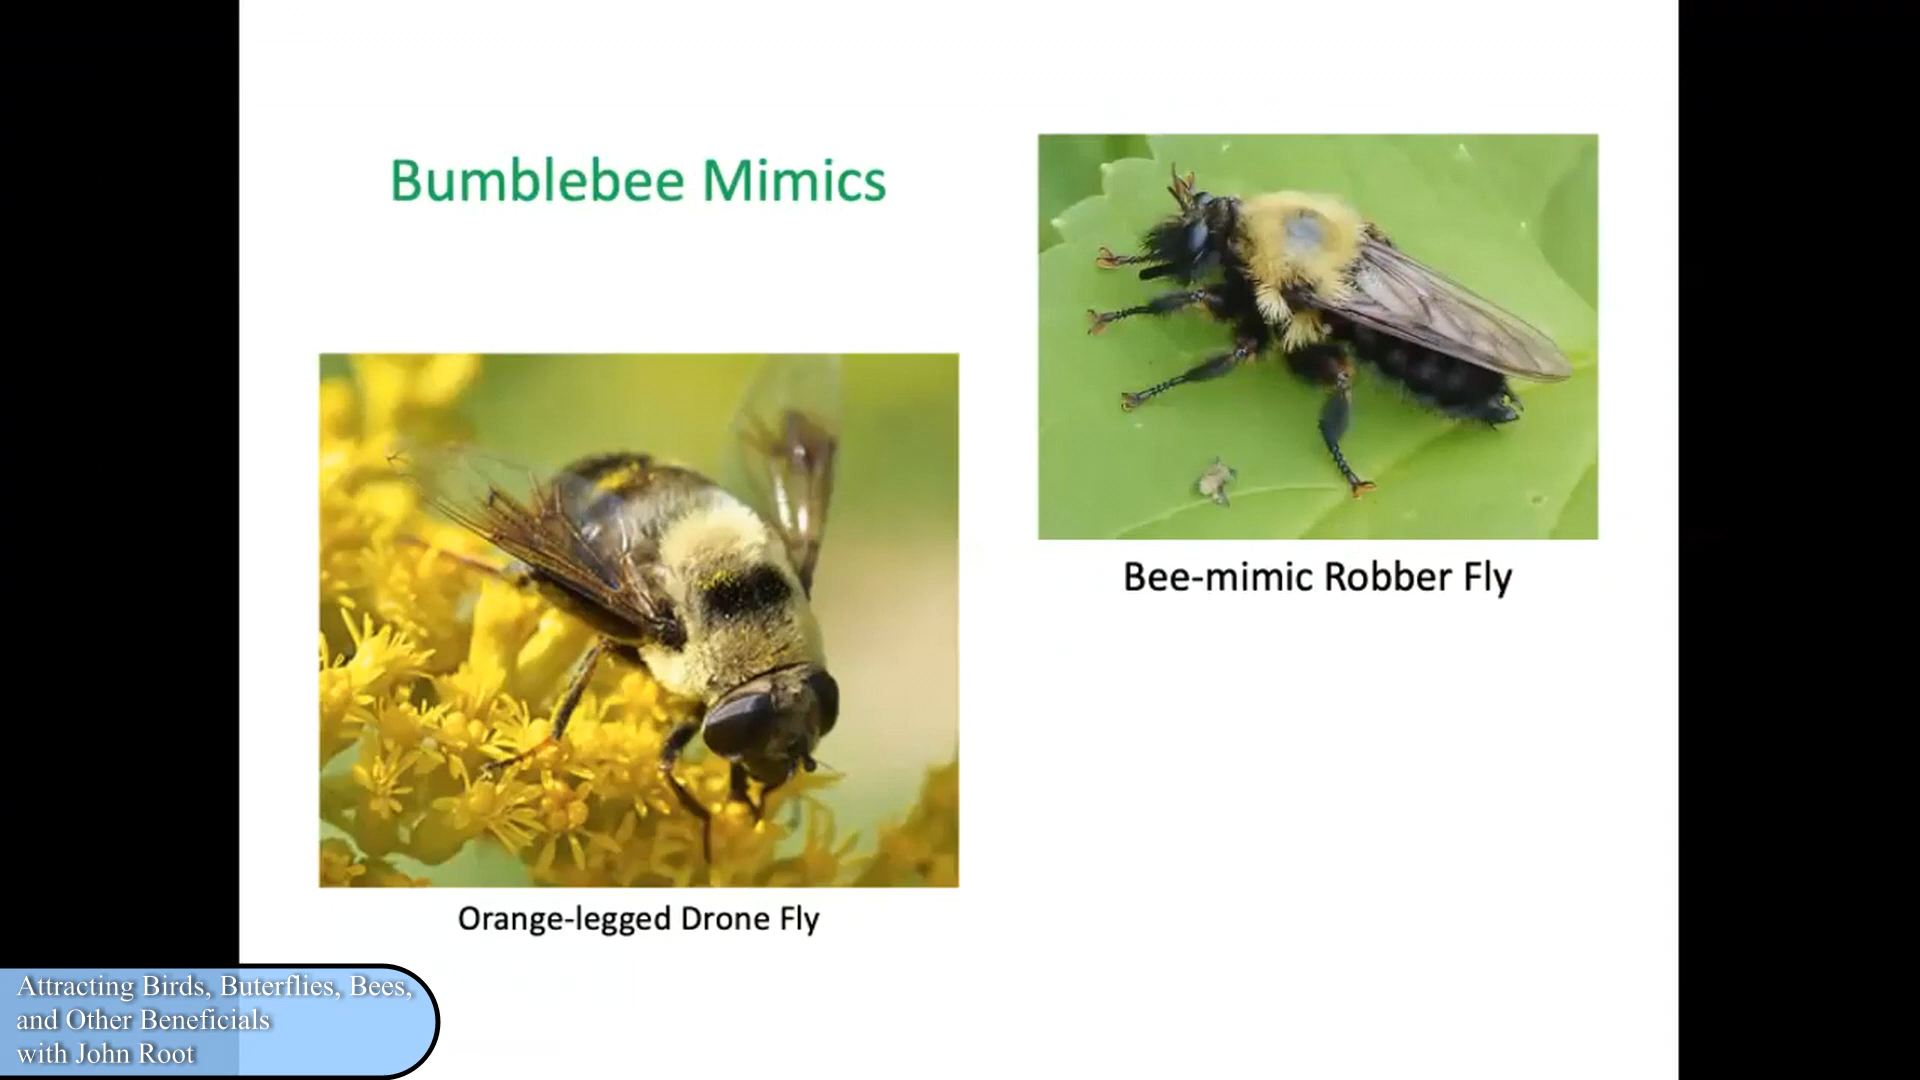 Bumblebee Mimics
Bee-mimic Robber Fly
Orange-legged Drone Fly
Attracting Birds, Buterflies, Bees,
and Other Beneficials
with John Root